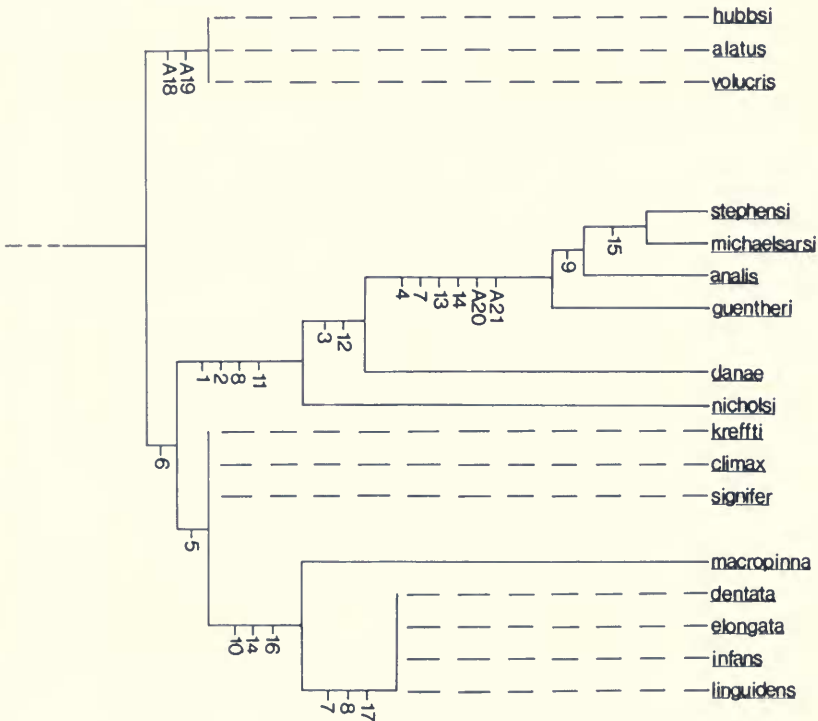 hubbsi
alatus
volucris
A19
A18
stephensi
michaelsarsi
15
analis
9
guentheri
A21
A20
14
13
7
4
12
3
danae
11
8
2
1
nicholsi
kreffti
6
climax
signifer
5
macropinna
dentata
elongata
16
14
10
infans
linguidens
17
8
7